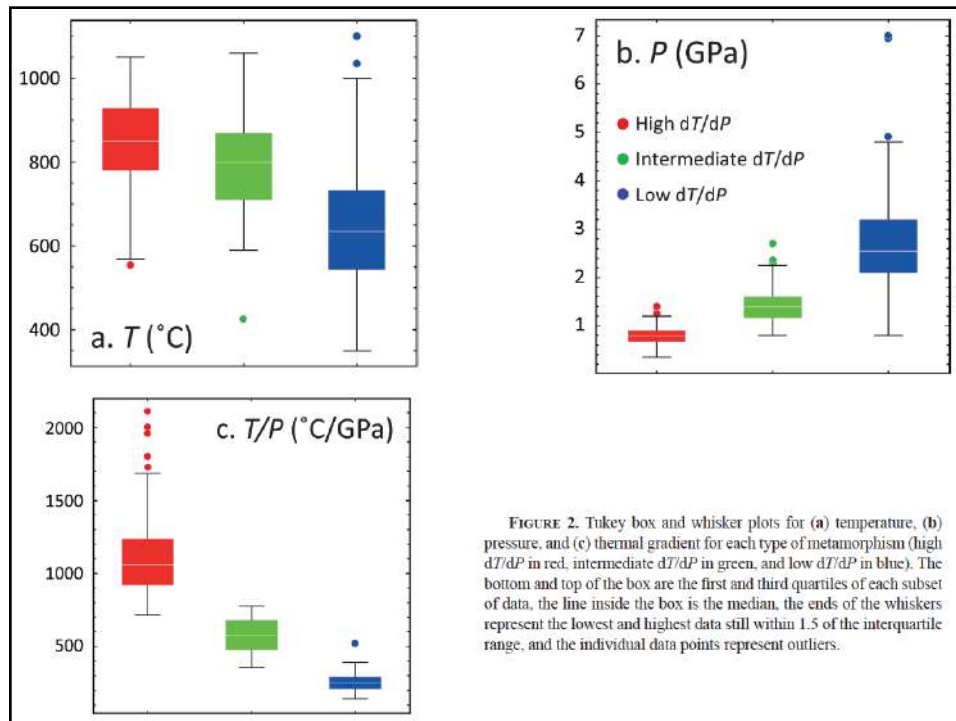 a. T (˚C)
1000
800
600
400
b. P (GPa)
7
6
5
4
3
2
1
High dT/dP
Intermediate dT/dP
Low dT/dP
c. T/P (˚C/GPa)
2000
1500
1000
500
FIGURE 2. Tukey box and whisker plots for (a) temperature, (b)
pressure, and (c) thermal gradient for each type of metamorphism (high
dT/dP in red, intermediate dT/dP in green, and low dT/dP in blue). The
bottom and top of the box are the first and third quartiles of each subset
of data, the line inside the box is the median, the ends of the whiskers
represent the lowest and highest data still within 1.5 of the interquartile
range, and the individual data points represent outliers.